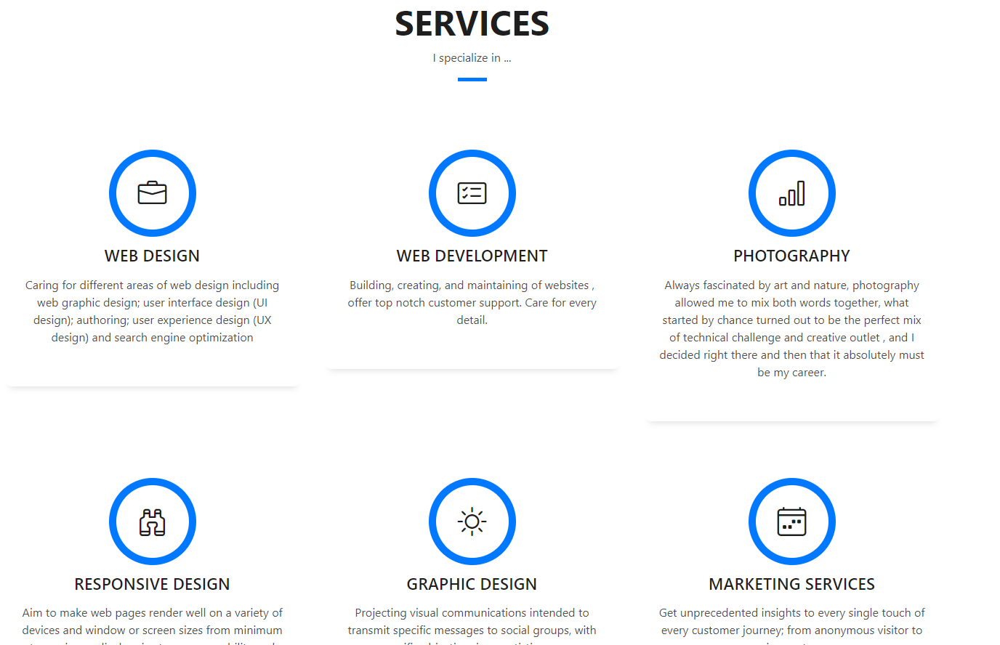 SERVICES
I specialize in ...
WEB DESIGN
Caring for different areas of web design including
web graphic design; user interface design (UI
design); authoring; user experience design (UX
design) and search engine optimization
WEB DEVELOPMENT
Building, creating, and maintaining of websites ,
offer top notch customer support. Care for every
detail.
PHOTOGRAPHY
Always fascinated by art and nature, photography
allowed me to mix both words together, what
started by chance turned out to be the perfect mix
of technical challenge and creative outlet , and I
decided right there and then that it absolutely must
be my career.
RESPONSIVE DESIGN
Aim to make web pages render well on a variety of
devices and window or screen sizes from minimum
GRAPHIC DESIGN
Projecting visual communications intended to
transmit specific messages to social groups, with
MARKETING SERVICES
Get unprecedented insights to every single touch of
every customer journey; from anonymous visitor to